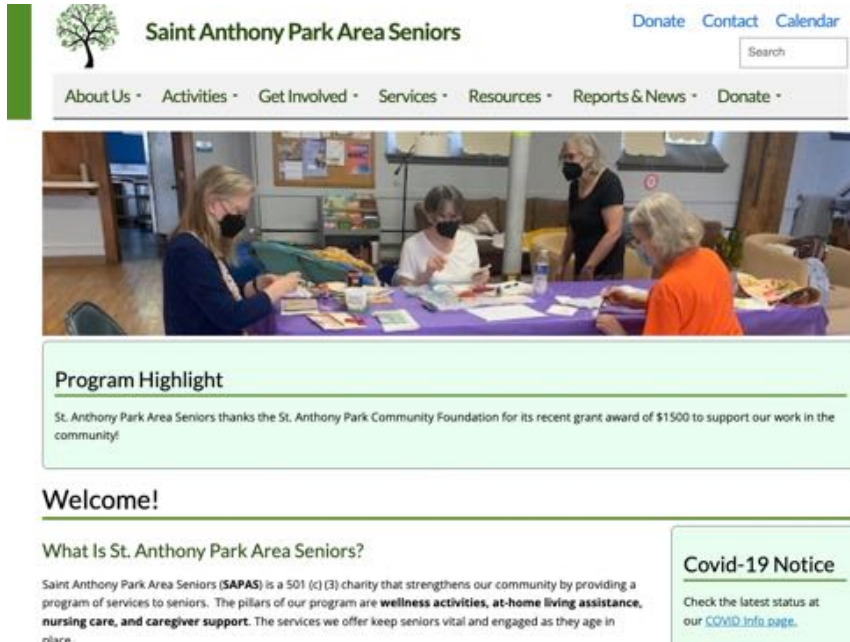 Saint Anthony Park Area Seniors
Donate Contact Calendar
Search
About Us Activities Get Involved Services Resources Reports & News Donate
Program Highlight
St. Anthony Park Area Seniors thanks the St. Anthony Park Community Foundation for its recent grant award of $1500 to support our work in the
community!
Welcome!
What Is St. Anthony Park Area Seniors?
Saint Anthony Park Area Seniors (SAPAS) is a 501 (c) (3) charity that strengthens our community by providing a
program of services to seniors. The pillars of our program are wellness activities, at-home living assistance,
nursing care, and caregiver support. The services we offer keep seniors vital and engaged as they age in
place.
Covid-19 Notice
Check the latest status at
our COVID Info page.